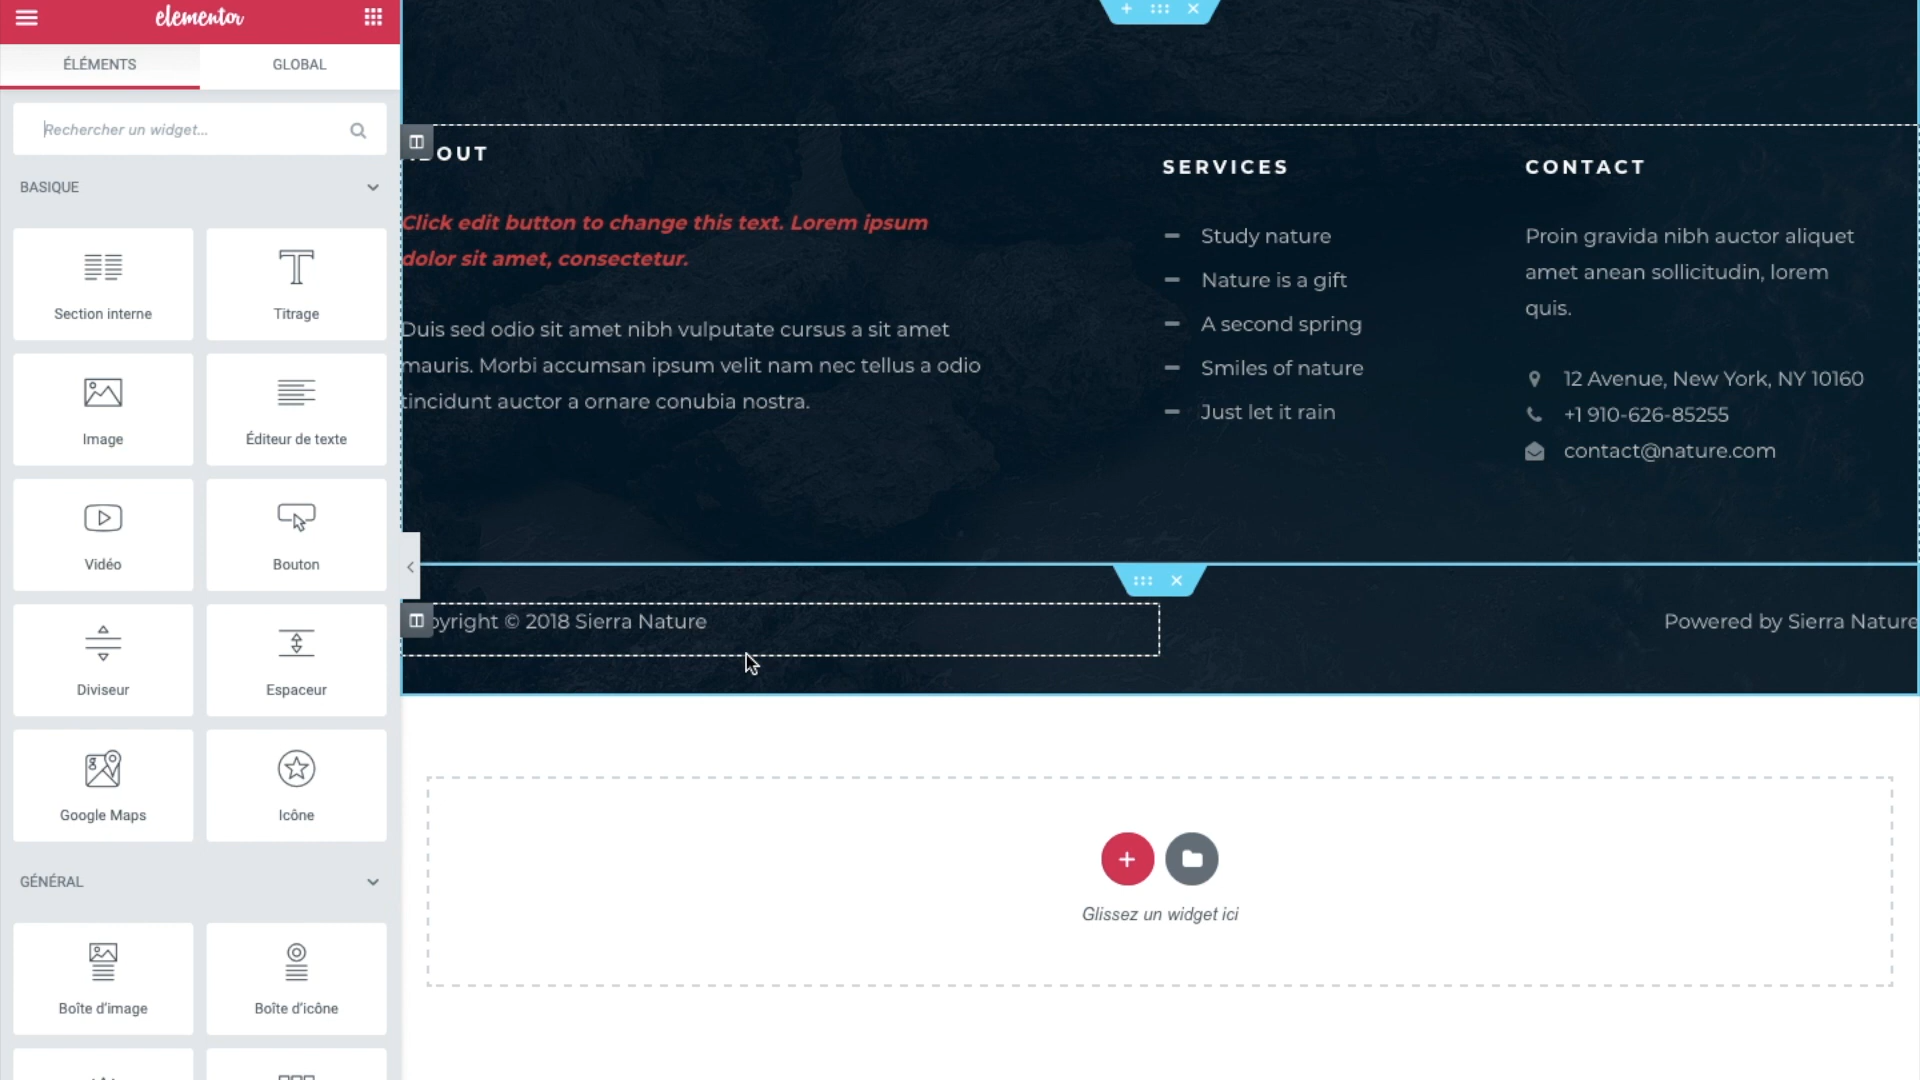 elementor
ÉLÉMENTS
GLOBAL
Rechercher un widget...
BASIQUE
Section interne
Titrage
Image
Éditeur de texte
Vidéo
Bouton
Diviseur
Espaceur
Google Maps
Icône
GÉNÉRAL
Boîte d'image
Boîte d'icône
OUT
Click edit button to change this text. Lorem ipsum
dolor sit amet, consectetur.
Duis sed odio sit amet nibh vulputate cursus a sit amet
mauris. Morbi accumsan ipsum velit nam nec tellus a odio
tincidunt auctor a ornare conubia nostra.
SERVICES
Study nature
Nature is a gift
A second spring
Smiles of nature
Just let it rain
CONTACT
Proin gravida nibh auctor aliquet
amet anean sollicitudin, lorem
quis.
12 Avenue, New York, NY 10160
+1 910-626-85255
contact@nature.com
pyright © 2018 Sierra Nature
Powered by Sierra Nature
Glissez un widget ici